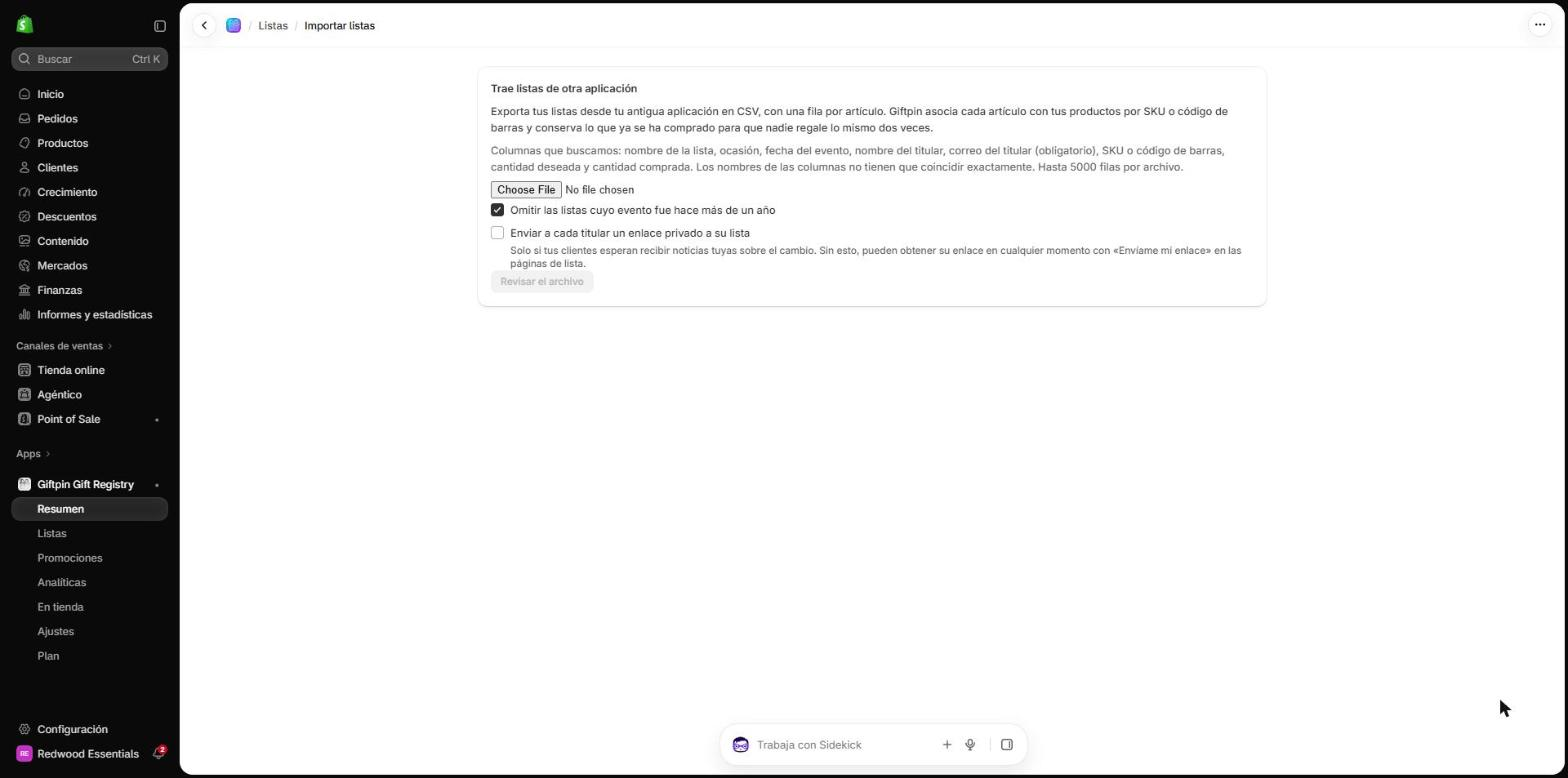 Buscar Ctrl K
Inicio
Pedidos
Productos
Clientes
Crecimiento
Descuentos
Contenido
Mercados
Finanzas
Informes y estadísticas
Canales de ventas
Tienda online
Agéntico
Point of Sale
Apps
Giftpin Gift Registry
Resumen
Listas
Promociones
Analíticas
En tienda
Ajustes
Plan
Configuración
RE Redwood Essentials 2
/ Listas / Importar listas
Trae listas de otra aplicación
Exporta tus listas desde tu antigua aplicación en CSV, con una fila por artículo. Giftpin asocia cada artículo con tus productos por SKU o código de
barras y conserva lo que ya se ha comprado para que nadie regale lo mismo dos veces.
Columnas que buscamos: nombre de la lista, ocasión, fecha del evento, nombre del titular, correo del titular (obligatorio), SKU o código de barras,
cantidad deseada y cantidad comprada. Los nombres de las columnas no tienen que coincidir exactamente. Hasta 5000 filas por archivo.
Choose File No file chosen
Omitir las listas cuyo evento fue hace más de un año
Enviar a cada titular un enlace privado a su lista
Solo si tus clientes esperan recibir noticias tuyas sobre el cambio. Sin esto, pueden obtener su enlace en cualquier momento con «Envíame mi enlace» en las
páginas de lista.
Revisar el archivo
Trabaja con Sidekick